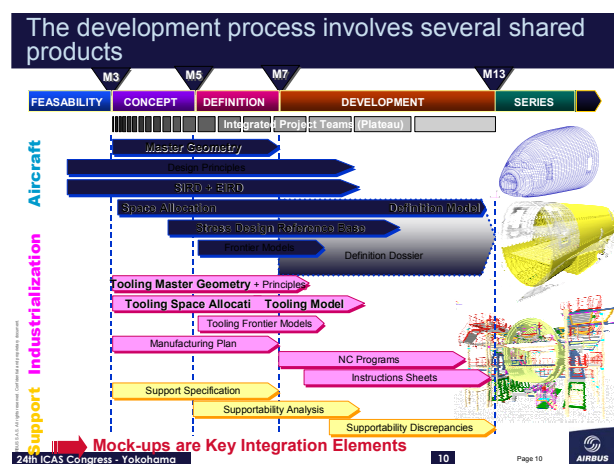 The development process involves several shared
products
M3
M5
M7
M13
FEASABILITY
CONCEPT
DEFINITION
DEVELOPMENT
SERIES
Integrated Project Teams (Plateau)
Aircraft
Master Geometry
Design Principles
SIRD + EIRD
Space Allocation
Definition Model
Stress Design Reference Base
Frontier Models
Definition Dossier
Industrialization
Tooling Master Geometry + Principles
Tooling Space Allocati
Tooling Model
Tooling Frontier Models
Manufacturing Plan
NC Programs
Instructions Sheets
Support
Support Specification
Supportability Analysis
Supportability Discrepancies
Mock-ups are Key Integration Elements
24th ICAS Congress - Yokohama
10
Page 10
AIRBUS